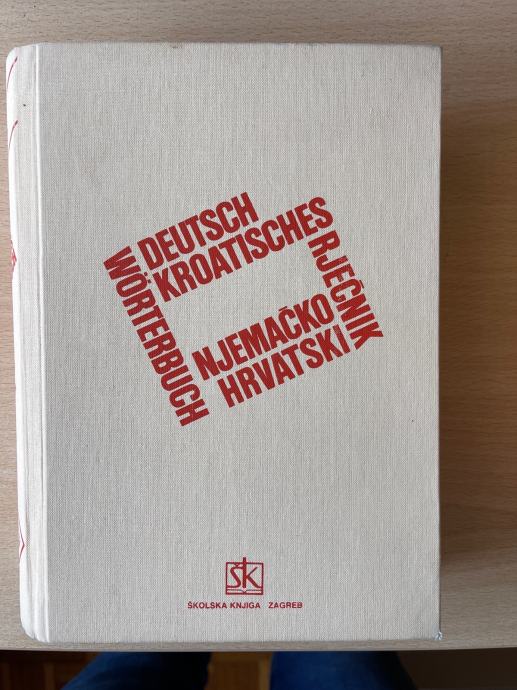 DEUTSCH
KROATISCHES
WÖRTERBUCH
NJEMAČKO
HRVATSKI
RJEČNIK
ŠK
ŠKOLSKA KNJIGA ZAGREB